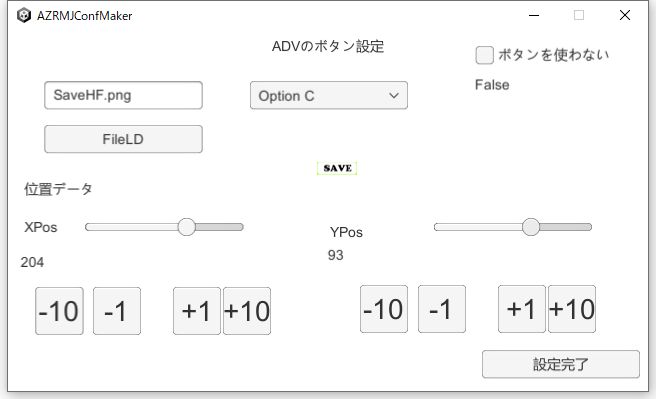 AZRMJConfMaker
ADVのボタン設定
ボタンを使わない
False
SaveHF.png
Option C
FileLD
SAVE
位置データ
XPos
YPos
204
93
-10 -1 +1 +10
-10 -1 +1 +10
設定完了